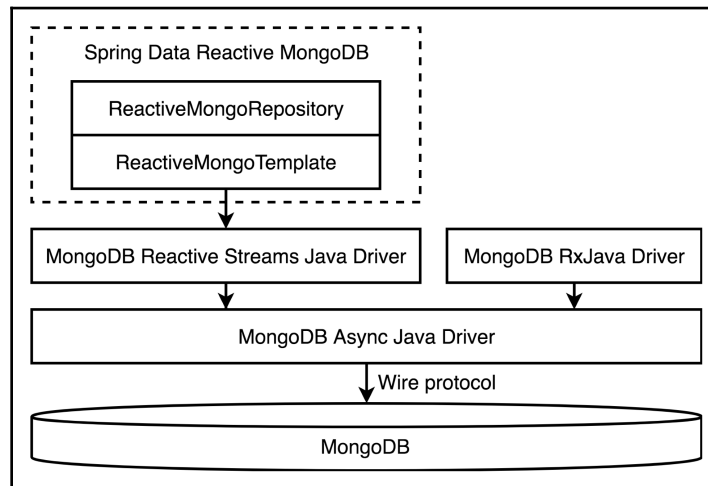 Spring Data Reactive MongoDB
ReactiveMongoRepository
ReactiveMongoTemplate
MongoDB Reactive Streams Java Driver
MongoDB RxJava Driver
MongoDB Async Java Driver
Wire protocol
MongoDB